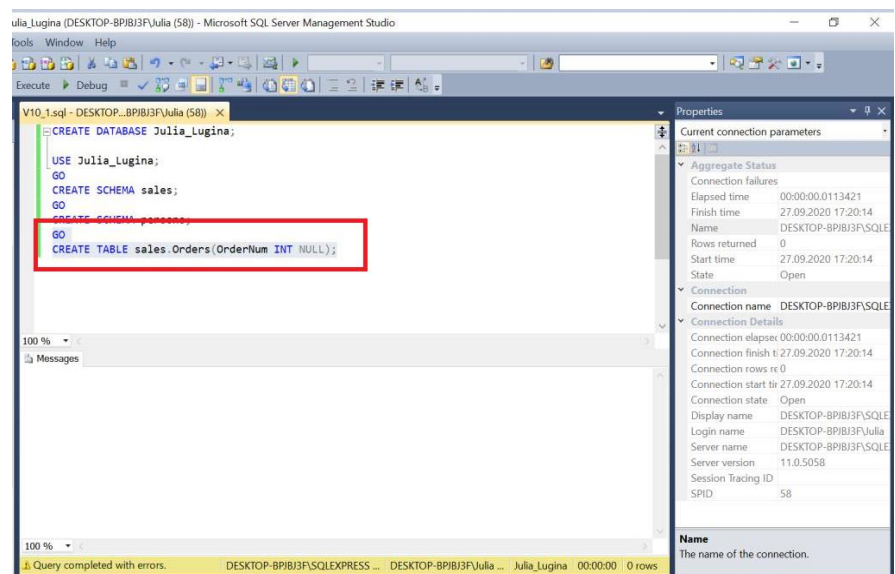 ulia_Lugina (DESKTOP-BPJBJ3F\Julia (58)) - Microsoft SQL Server Management Studio
Tools Window Help
Execute Debug
V10_1.sql - DESKTOP...BPJBJ3F\Julia (58))
CREATE DATABASE Julia_Lugina;
USE Julia_Lugina;
GO
CREATE SCHEMA sales;
GO
CREATE SCHEMA persons;
GO
CREATE TABLE sales.Orders(OrderNum INT NULL);
100 %
Messages
100 %
Query completed with errors. DESKTOP-BPJBJ3F\SQLEXPRESS ... DESKTOP-BPJBJ3F\Julia ... Julia_Lugina 00:00:00 0 rows
Properties
Current connection parameters
Aggregate Status
Connection failures
Elapsed time 00:00:00.0113421
Finish time 27.09.2020 17:20:14
Name DESKTOP-BPJBJ3F\SQLE
Rows returned 0
Start time 27.09.2020 17:20:14
State Open
Connection
Connection name DESKTOP-BPJBJ3F\SQLE
Connection Details
Connection elapsec 00:00:00.0113421
Connection finish ti 27.09.2020 17:20:14
Connection rows re 0
Connection start tir 27.09.2020 17:20:14
Connection state Open
Display name DESKTOP-BPJBJ3F\SQLE
Login name DESKTOP-BPJBJ3F\Julia
Server name DESKTOP-BPJBJ3F\SQLE
Server version 11.0.5058
Session Tracing ID
SPID 58
Name
The name of the connection.